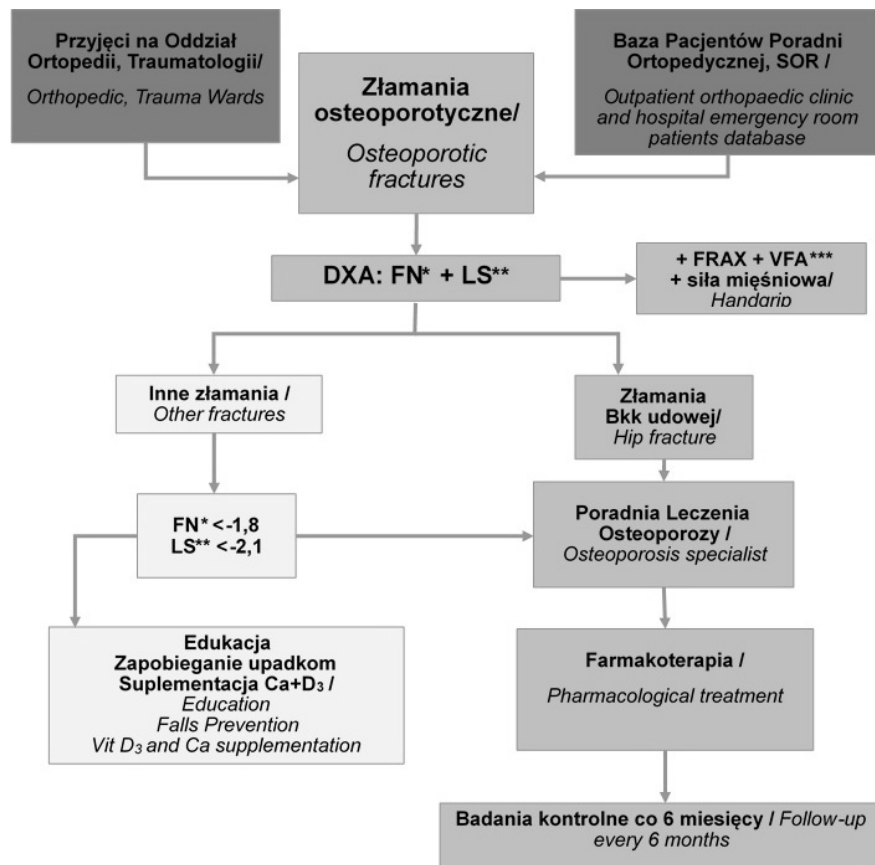 Przyjęci na Oddział
Ortopedii, Traumatologii/
Orthopedic, Trauma Wards
Złamania
osteoporotyczne/
Osteoporotic
fractures
Baza Pacjentów Poradni
Ortopedycznej, SOR /
Outpatient orthopaedic clinic
and hospital emergency room
patients database
DXA: FN* + LS**
+ FRAX + VFA***
+ siła mięśniowa/
Handgrip
Inne złamania /
Other fractures
Złamania
Bkk udowej/
Hip fracture
FN* <-1,8
LS** <-2,1
Poradnia Leczenia
Osteoporozy /
Osteoporosis specialist
Edukacja
Zapobieganie upadkom
Suplementacja Ca+D₃ /
Education
Falls Prevention
Vit D₃ and Ca supplementation
Farmakoterapia /
Pharmacological treatment
Badania kontrolne co 6 miesięcy / Follow-up
every 6 months